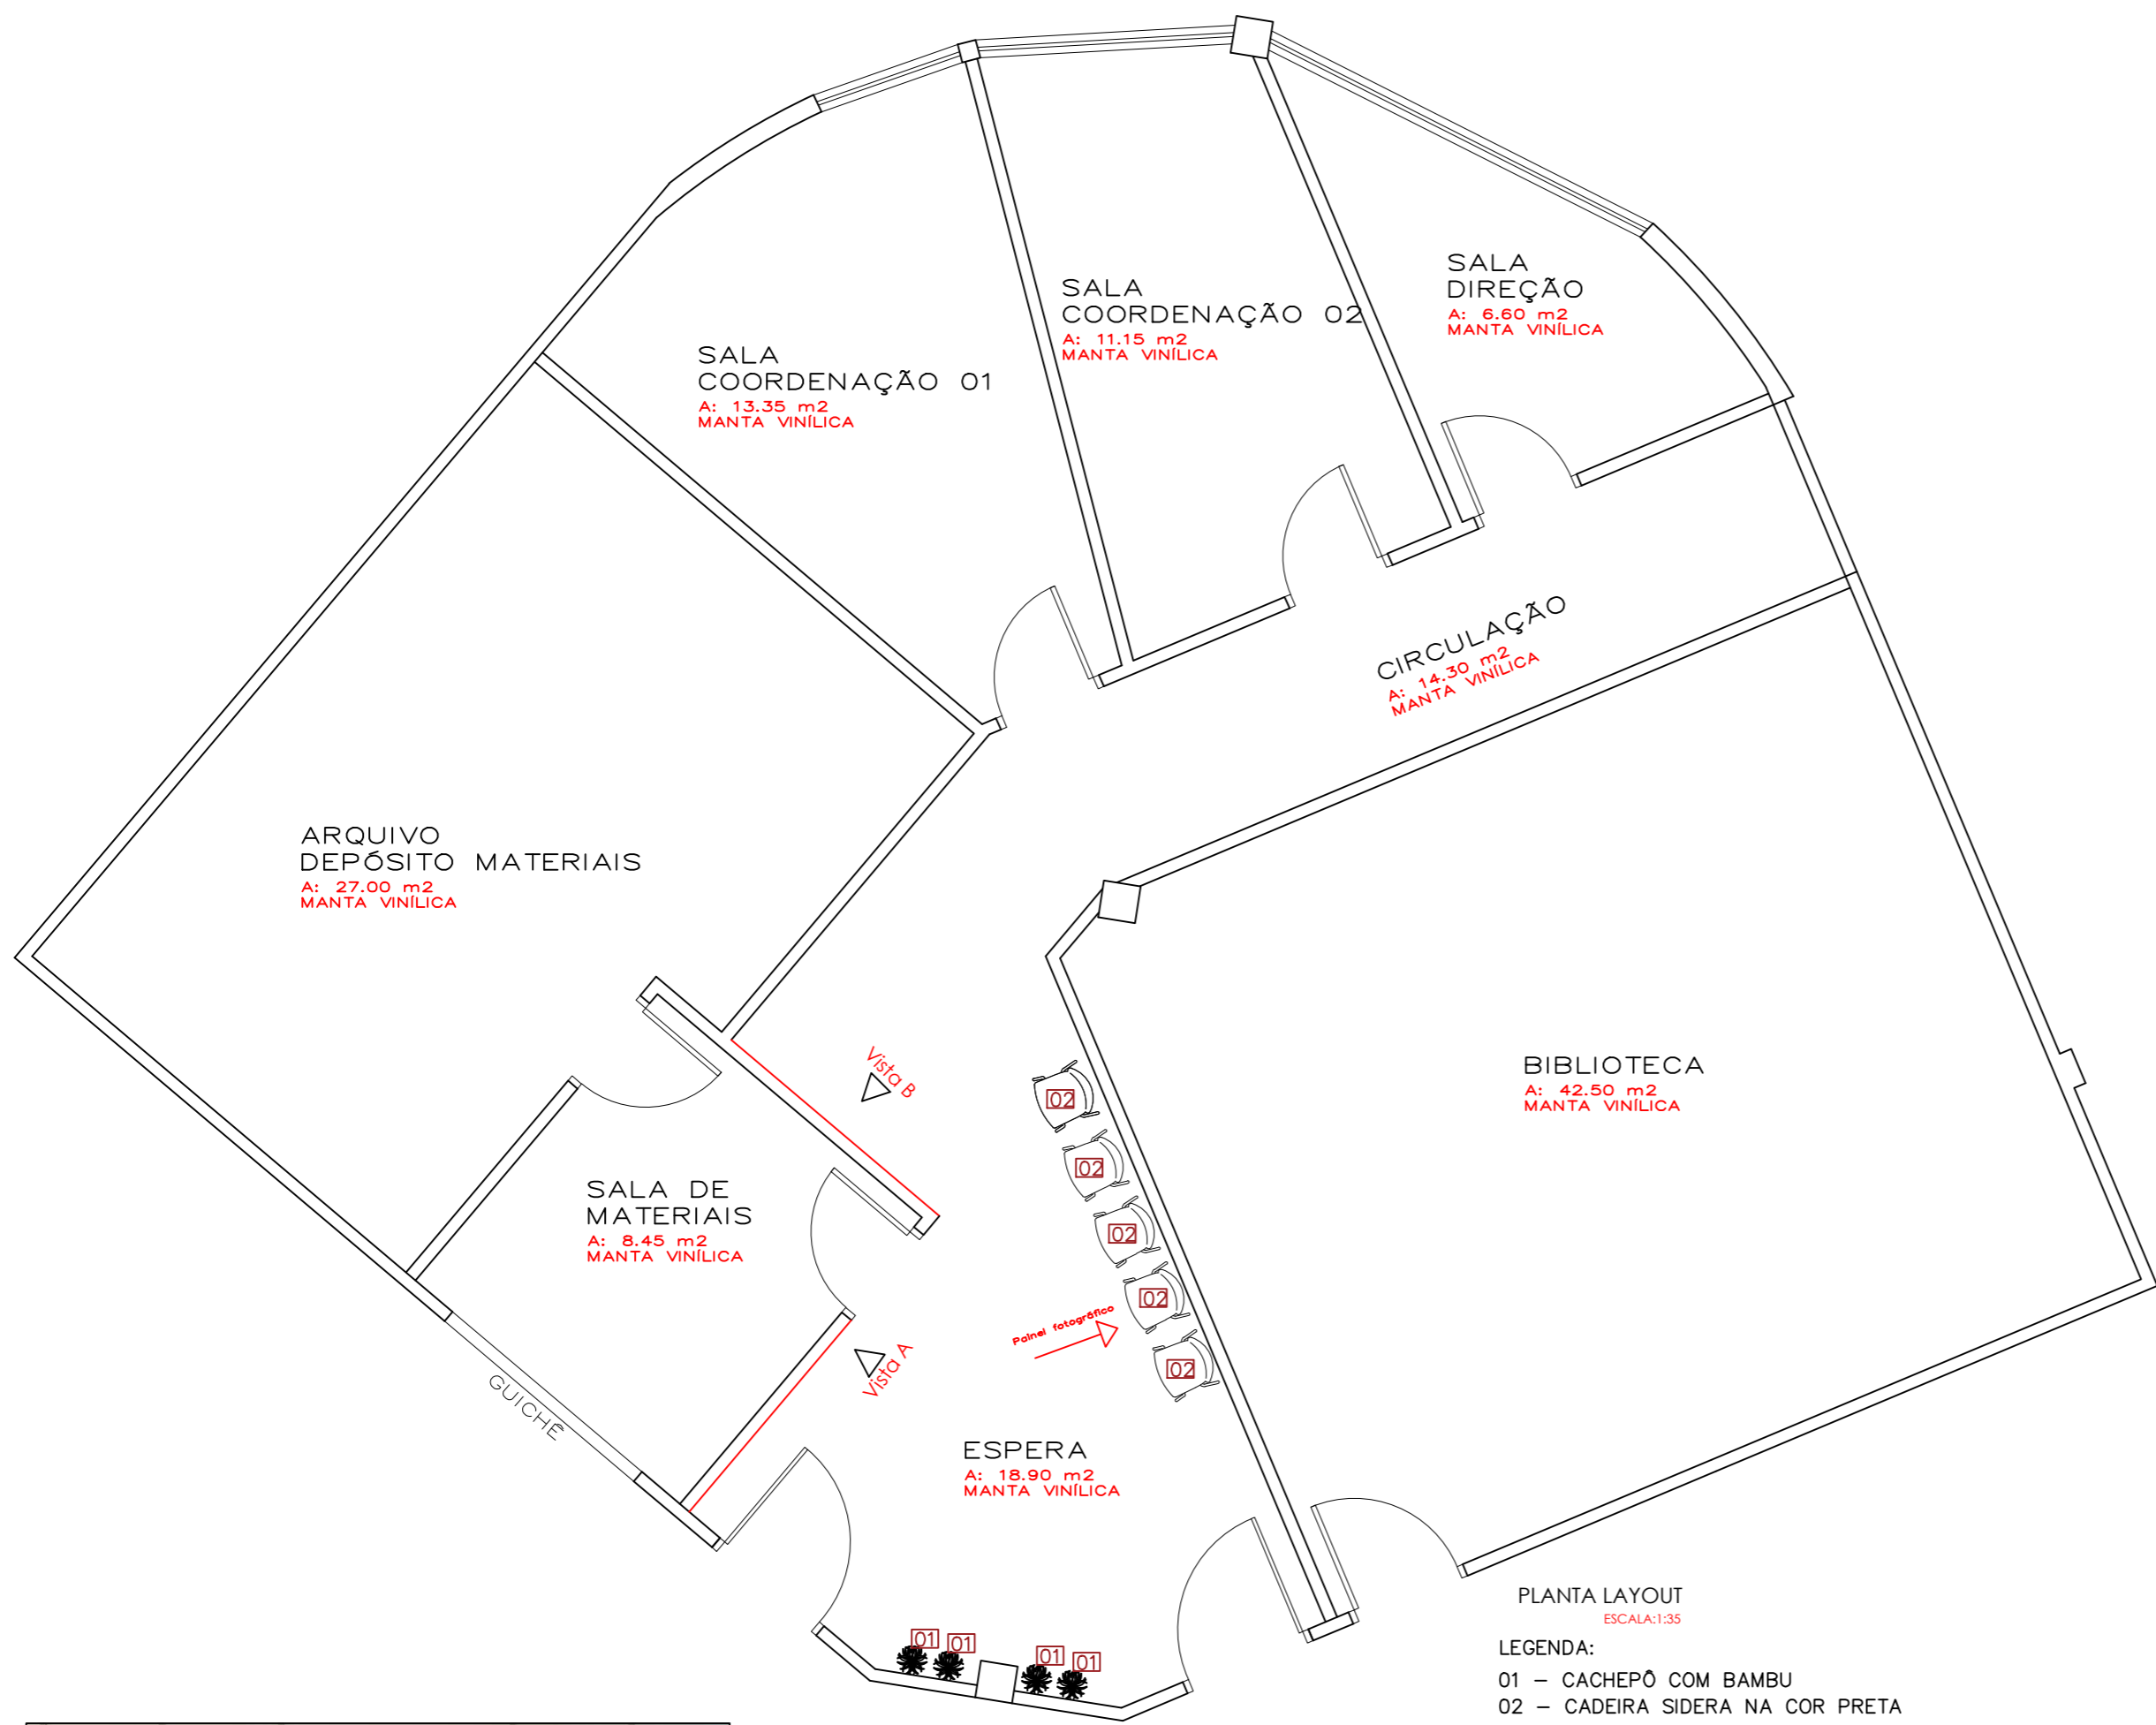 SALA
DIREÇÃO
A: 6.60 m2
MANTA VINÍLICA
SALA
COORDENAÇÃO 02
A: 11.15 m2
MANTA VINÍLICA
SALA
COORDENAÇÃO 01
A: 13.35 m2
MANTA VINÍLICA
CIRCULAÇÃO
A: 14.30 m2
MANTA VINÍLICA
ARQUIVO
DEPÓSITO MATERIAIS
A: 27.00 m2
MANTA VINÍLICA
Vista B
BIBLIOTECA
A: 42.50 m2
MANTA VINÍLICA
02
02
02
02
02
SALA DE
MATERIAIS
A: 8.45 m2
MANTA VINÍLICA
Painel fotográfico
Vista A
GUICHÊ
ESPERA
A: 18.90 m2
MANTA VINÍLICA
01
01
01
01
PLANTA LAYOUT
ESCALA:1:35
LEGENDA:
01 – CACHEPÔ COM BAMBU
02 – CADEIRA SIDERA NA COR PRETA